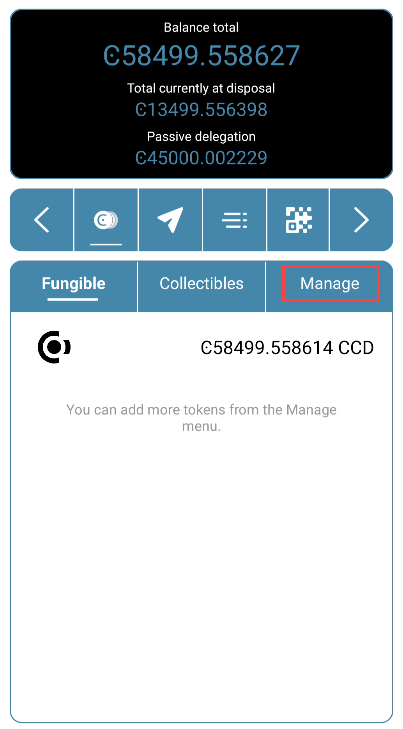 Balance total
Ͼ58499.558627
Total currently at disposal
Ͼ13499.556398
Passive delegation
Ͼ45000.002229
Fungible
Collectibles
Manage
Ͼ58499.558614 CCD
You can add more tokens from the Manage
menu.